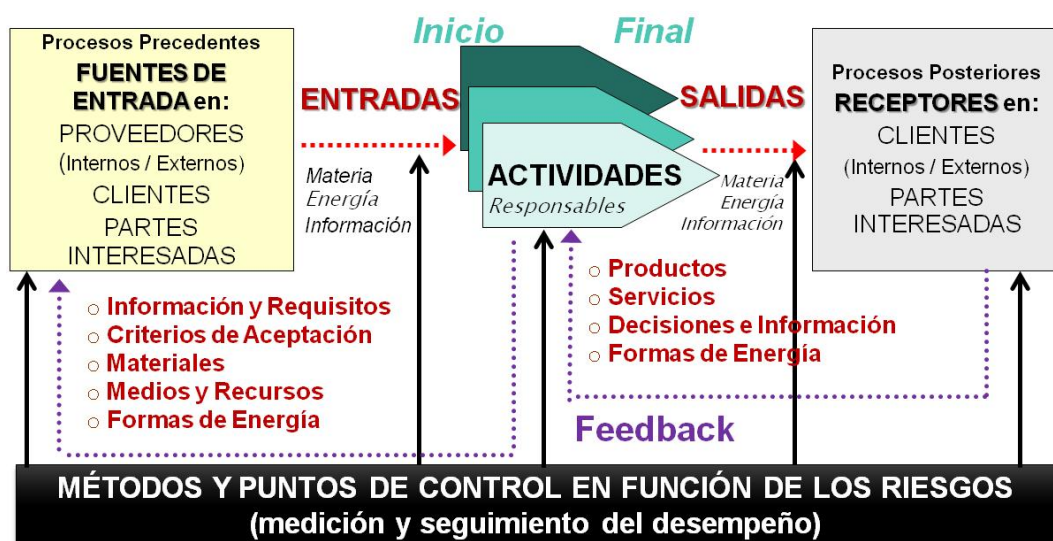 Inicio
Final
Procesos Precedentes
FUENTES DE
ENTRADA en:
PROVEEDORES
(Internos / Externos)
CLIENTES
PARTES
INTERESADAS
ENTRADAS
Materia
Energía
Información
ACTIVIDADES
Responsables
SALIDAS
Materia
Energía
Información
Procesos Posteriores
RECEPTORES en:
CLIENTES
(Internos / Externos)
PARTES
INTERESADAS
○ Información y Requisitos
○ Criterios de Aceptación
○ Materiales
○ Medios y Recursos
○ Formas de Energía
○ Productos
○ Servicios
○ Decisiones e Información
○ Formas de Energía
Feedback
MÉTODOS Y PUNTOS DE CONTROL EN FUNCIÓN DE LOS RIESGOS
(medición y seguimiento del desempeño)